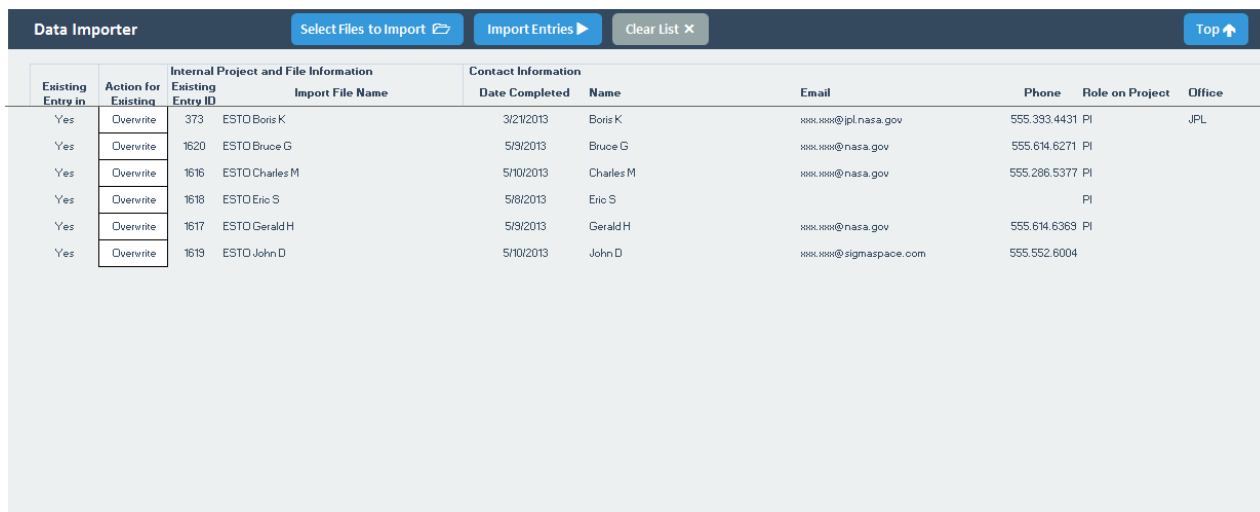 Data Importer Select Files to Import Import Entries Clear List Top
Internal Project and File Information Contact Information
Existing Action for Existing Import File Name Date Completed Name Email Phone Role on Project Office
Entry in Existing Entry ID
Yes Overwrite 373 ESTO Boris K 3/21/2013 Boris K xxx.xxx@jpl.nasa.gov 555.393.4431 PI JPL
Yes Overwrite 1620 ESTO Bruce G 5/9/2013 Bruce G xxx.xxx@nasa.gov 555.614.6271 PI
Yes Overwrite 1616 ESTO Charles M 5/10/2013 Charles M xxx.xxx@nasa.gov 555.286.5377 PI
Yes Overwrite 1618 ESTO Eric S 5/8/2013 Eric S PI
Yes Overwrite 1617 ESTO Gerald H 5/9/2013 Gerald H xxx.xxx@nasa.gov 555.614.6369 PI
Yes Overwrite 1619 ESTO John D 5/10/2013 John D xxx.xxx@sigmaspace.com 555.552.6004